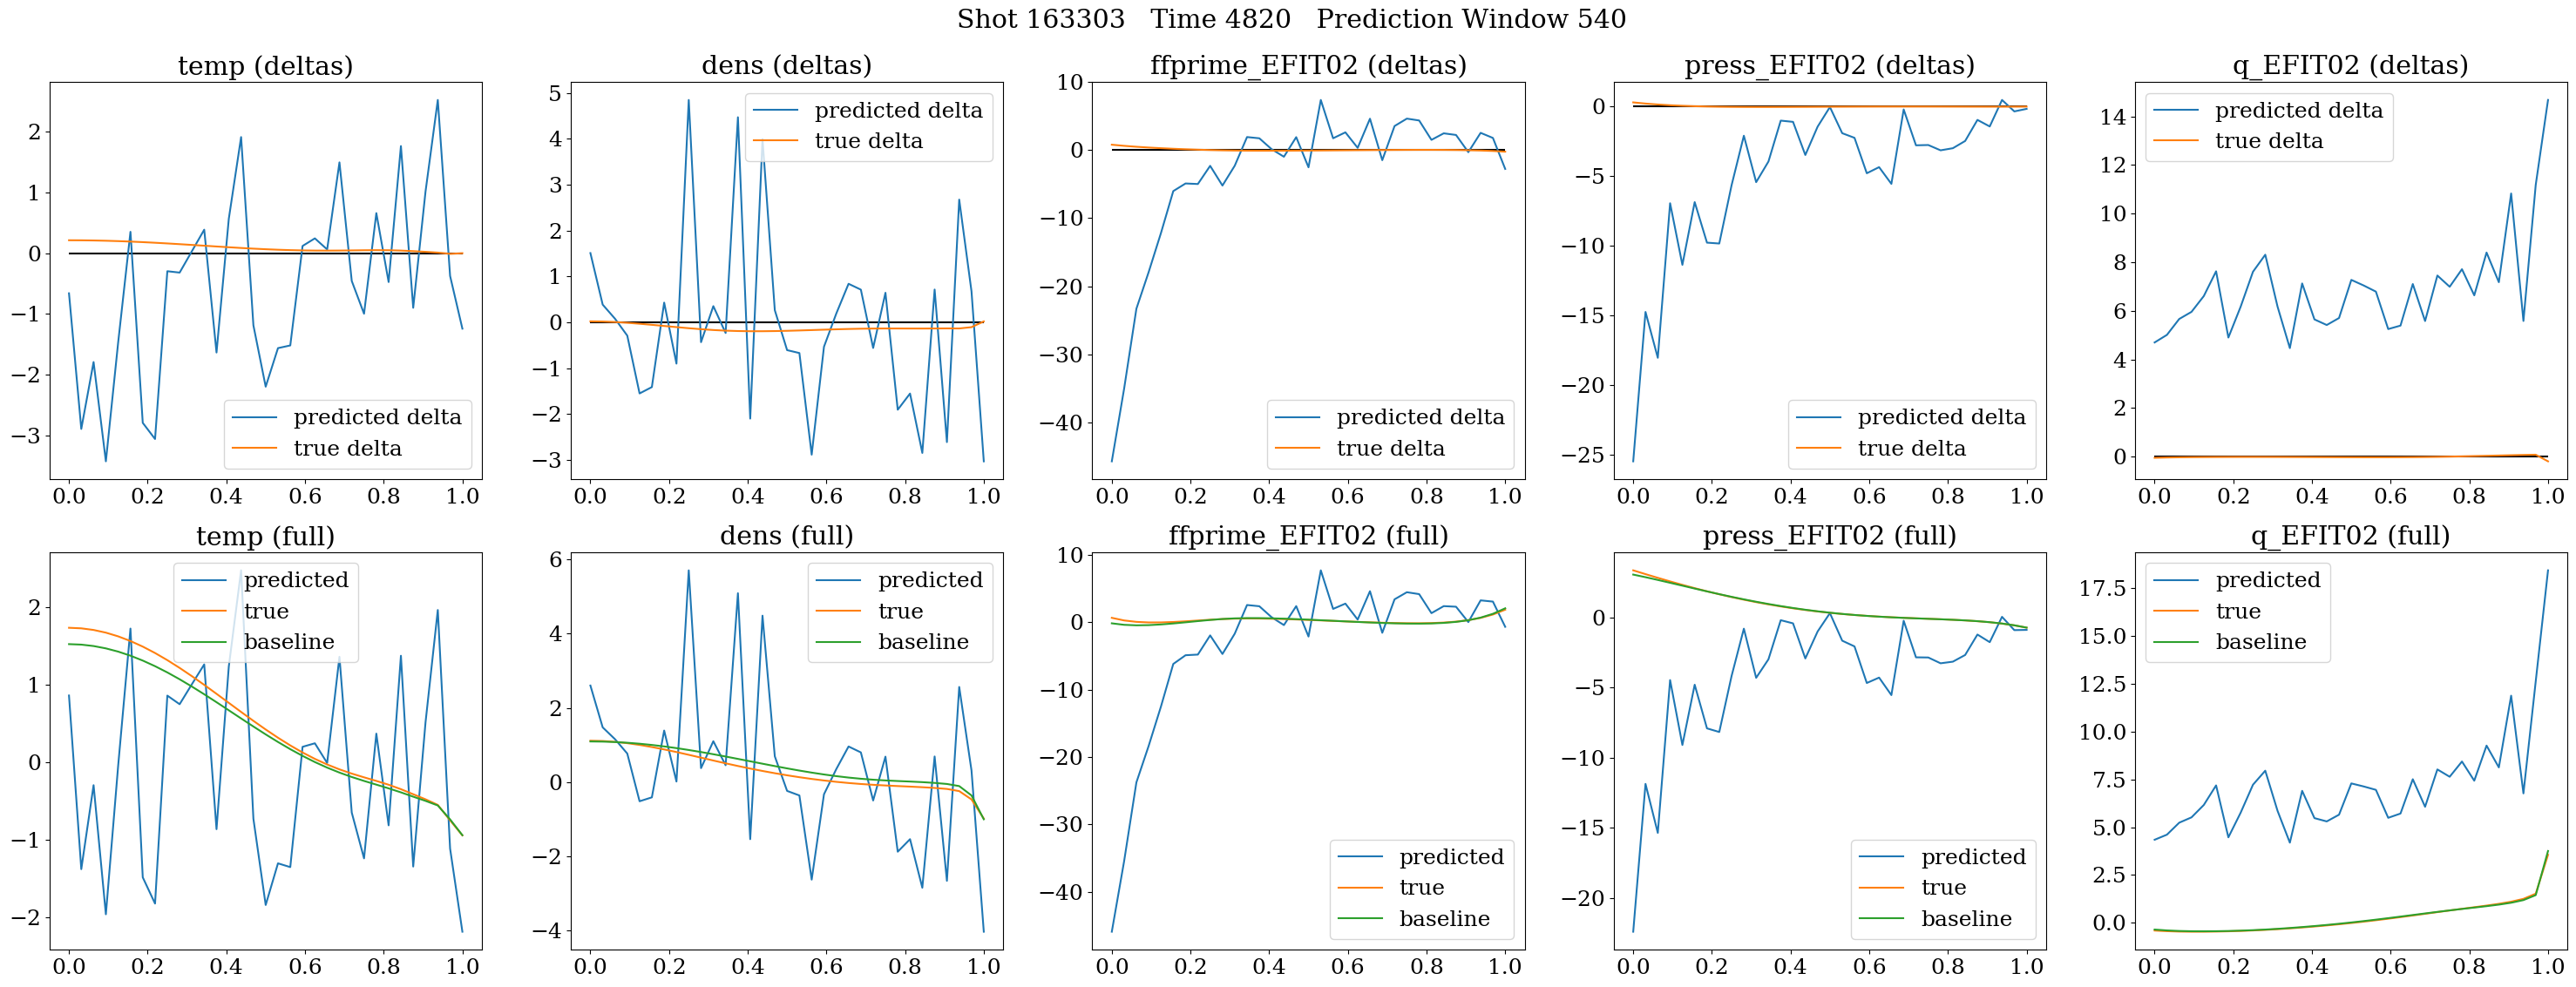 Shot 163303   Time 4820   Prediction Window 540
temp (deltas)
2
1
0
−1
−2
−3
0.0 0.2 0.4 0.6 0.8 1.0
predicted delta
true delta
dens (deltas)
5
4
3
2
1
0
−1
−2
−3
0.0 0.2 0.4 0.6 0.8 1.0
predicted delta
true delta
ffprime_EFIT02 (deltas)
10
0
−10
−20
−30
−40
0.0 0.2 0.4 0.6 0.8 1.0
predicted delta
true delta
press_EFIT02 (deltas)
0
−5
−10
−15
−20
−25
0.0 0.2 0.4 0.6 0.8 1.0
predicted delta
true delta
q_EFIT02 (deltas)
14
12
10
8
6
4
2
0
0.0 0.2 0.4 0.6 0.8 1.0
predicted delta
true delta
temp (full)
2
1
0
−1
−2
0.0 0.2 0.4 0.6 0.8 1.0
predicted
true
baseline
dens (full)
6
4
2
0
−2
−4
0.0 0.2 0.4 0.6 0.8 1.0
predicted
true
baseline
ffprime_EFIT02 (full)
10
0
−10
−20
−30
−40
0.0 0.2 0.4 0.6 0.8 1.0
predicted
true
baseline
press_EFIT02 (full)
0
−5
−10
−15
−20
0.0 0.2 0.4 0.6 0.8 1.0
predicted
true
baseline
q_EFIT02 (full)
17.5
15.0
12.5
10.0
7.5
5.0
2.5
0.0
0.0 0.2 0.4 0.6 0.8 1.0
predicted
true
baseline